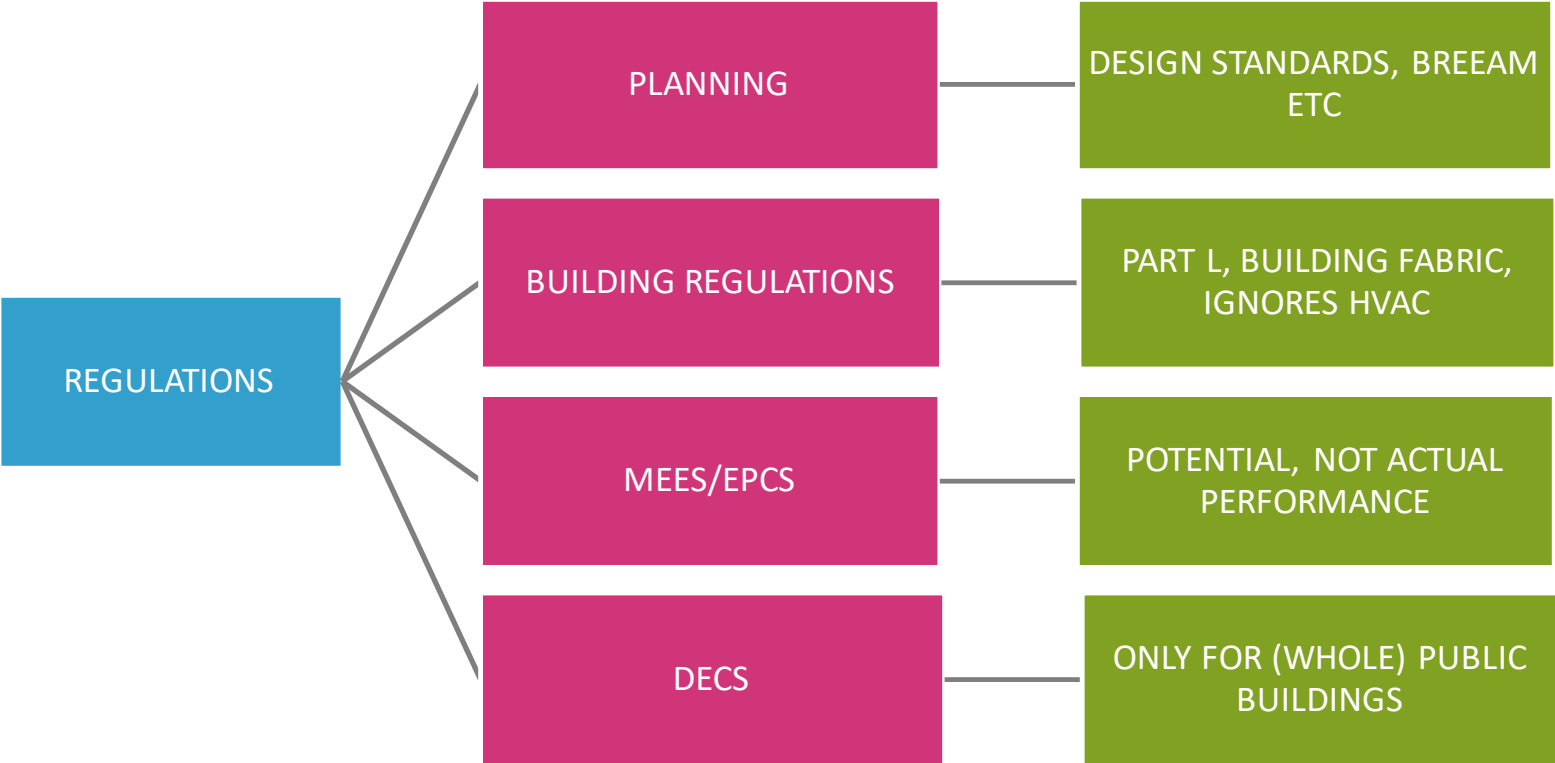 REGULATIONS
PLANNING
DESIGN STANDARDS, BREEAM
ETC
BUILDING REGULATIONS
PART L, BUILDING FABRIC,
IGNORES HVAC
MEES/EPCS
POTENTIAL, NOT ACTUAL
PERFORMANCE
DECS
ONLY FOR (WHOLE) PUBLIC
BUILDINGS